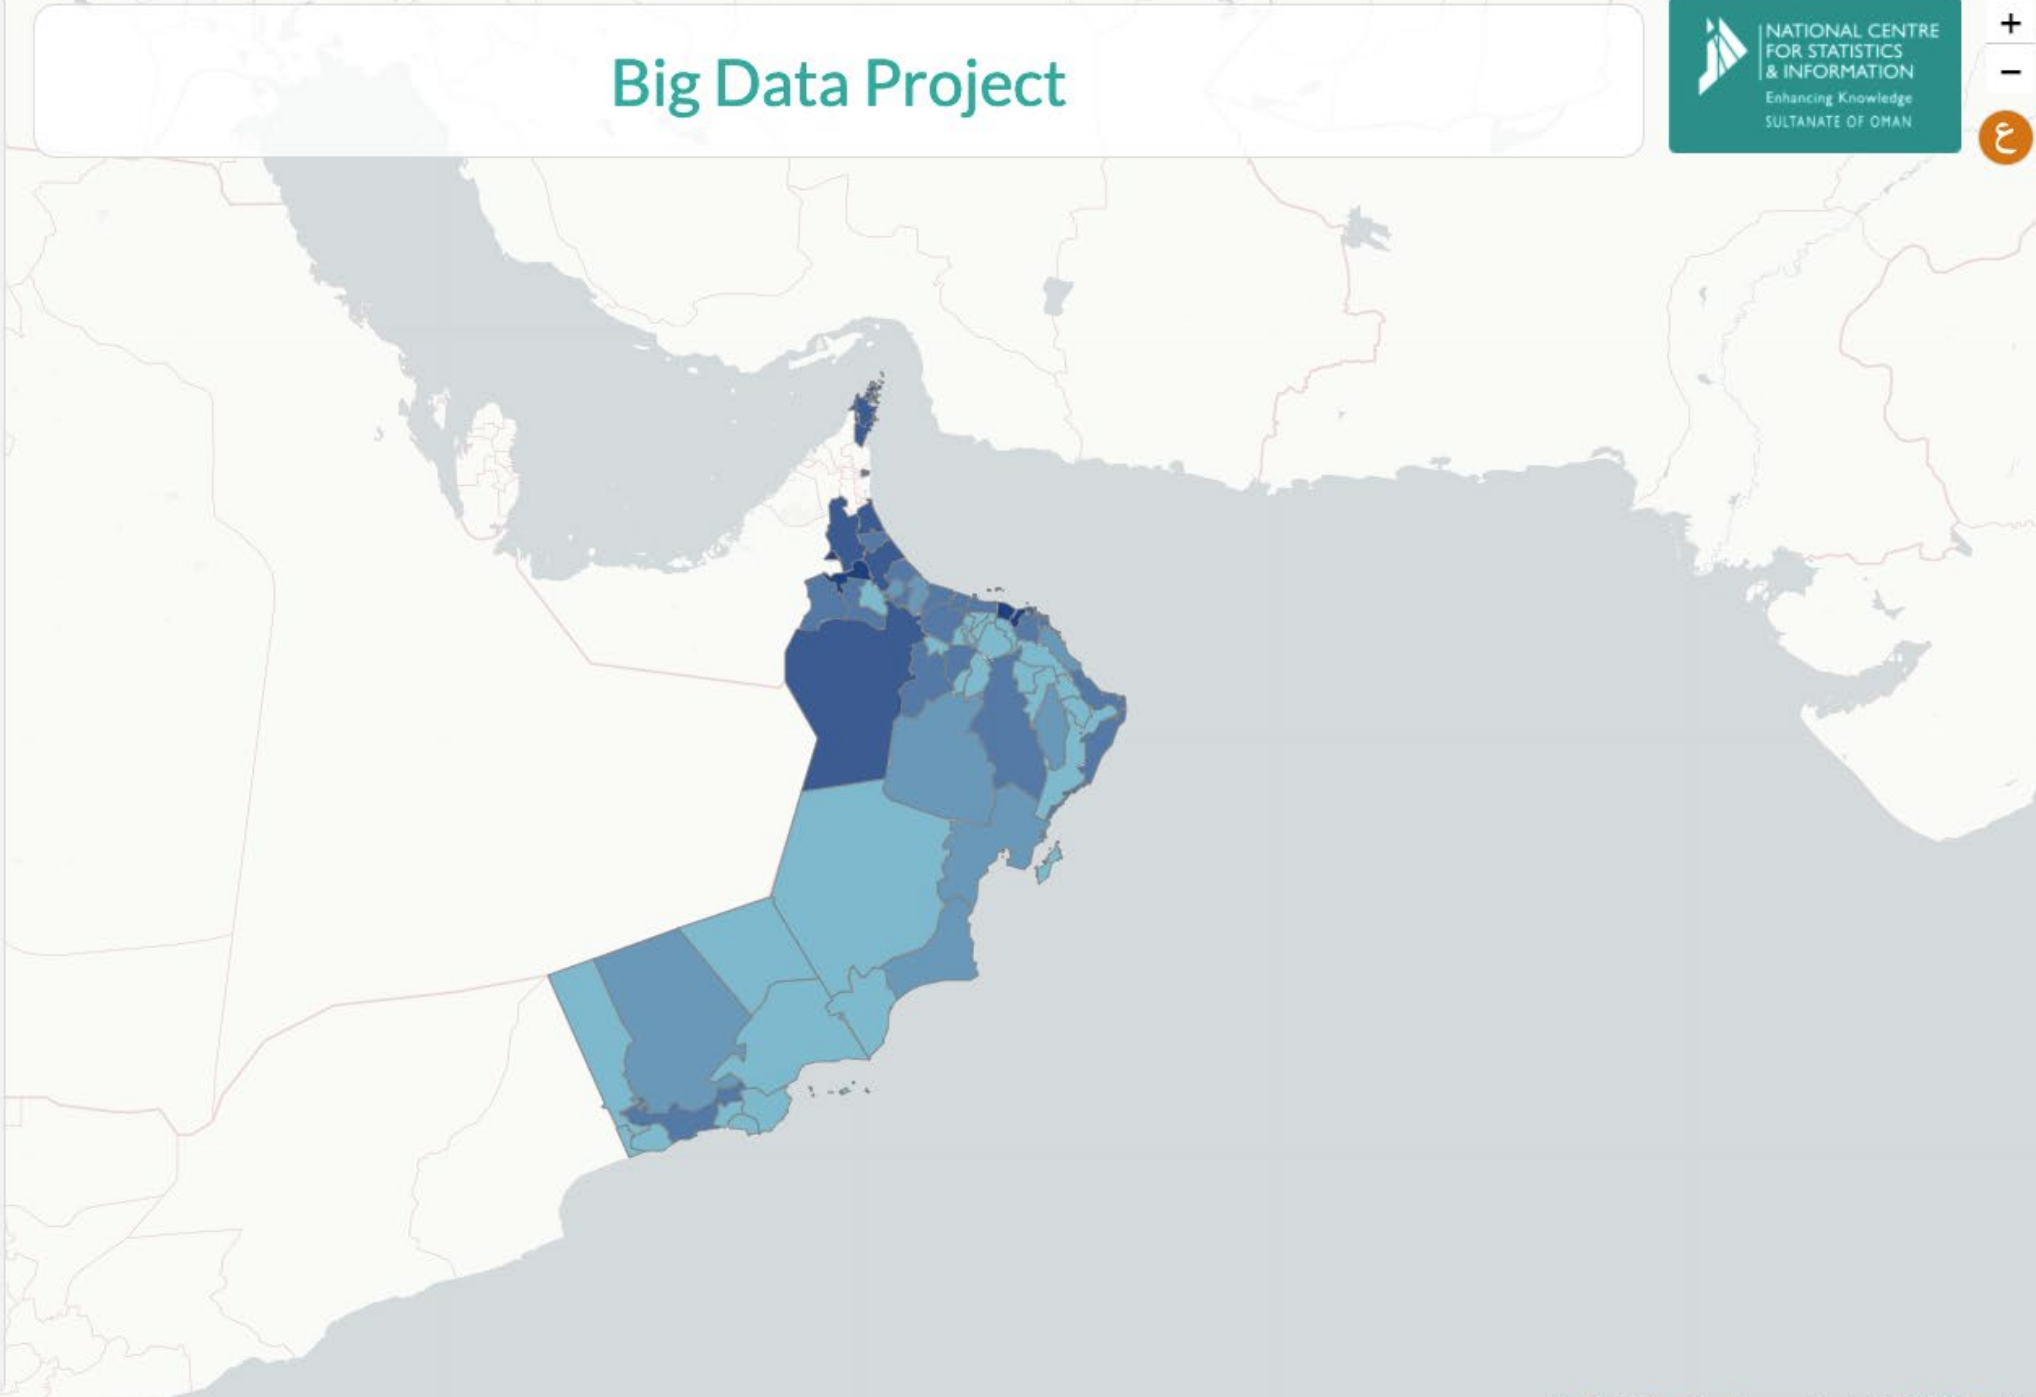 Big Data Project
NATIONAL CENTRE
FOR STATISTICS
& INFORMATION
Enhancing Knowledge
SULTANATE OF OMAN
+
−
ع